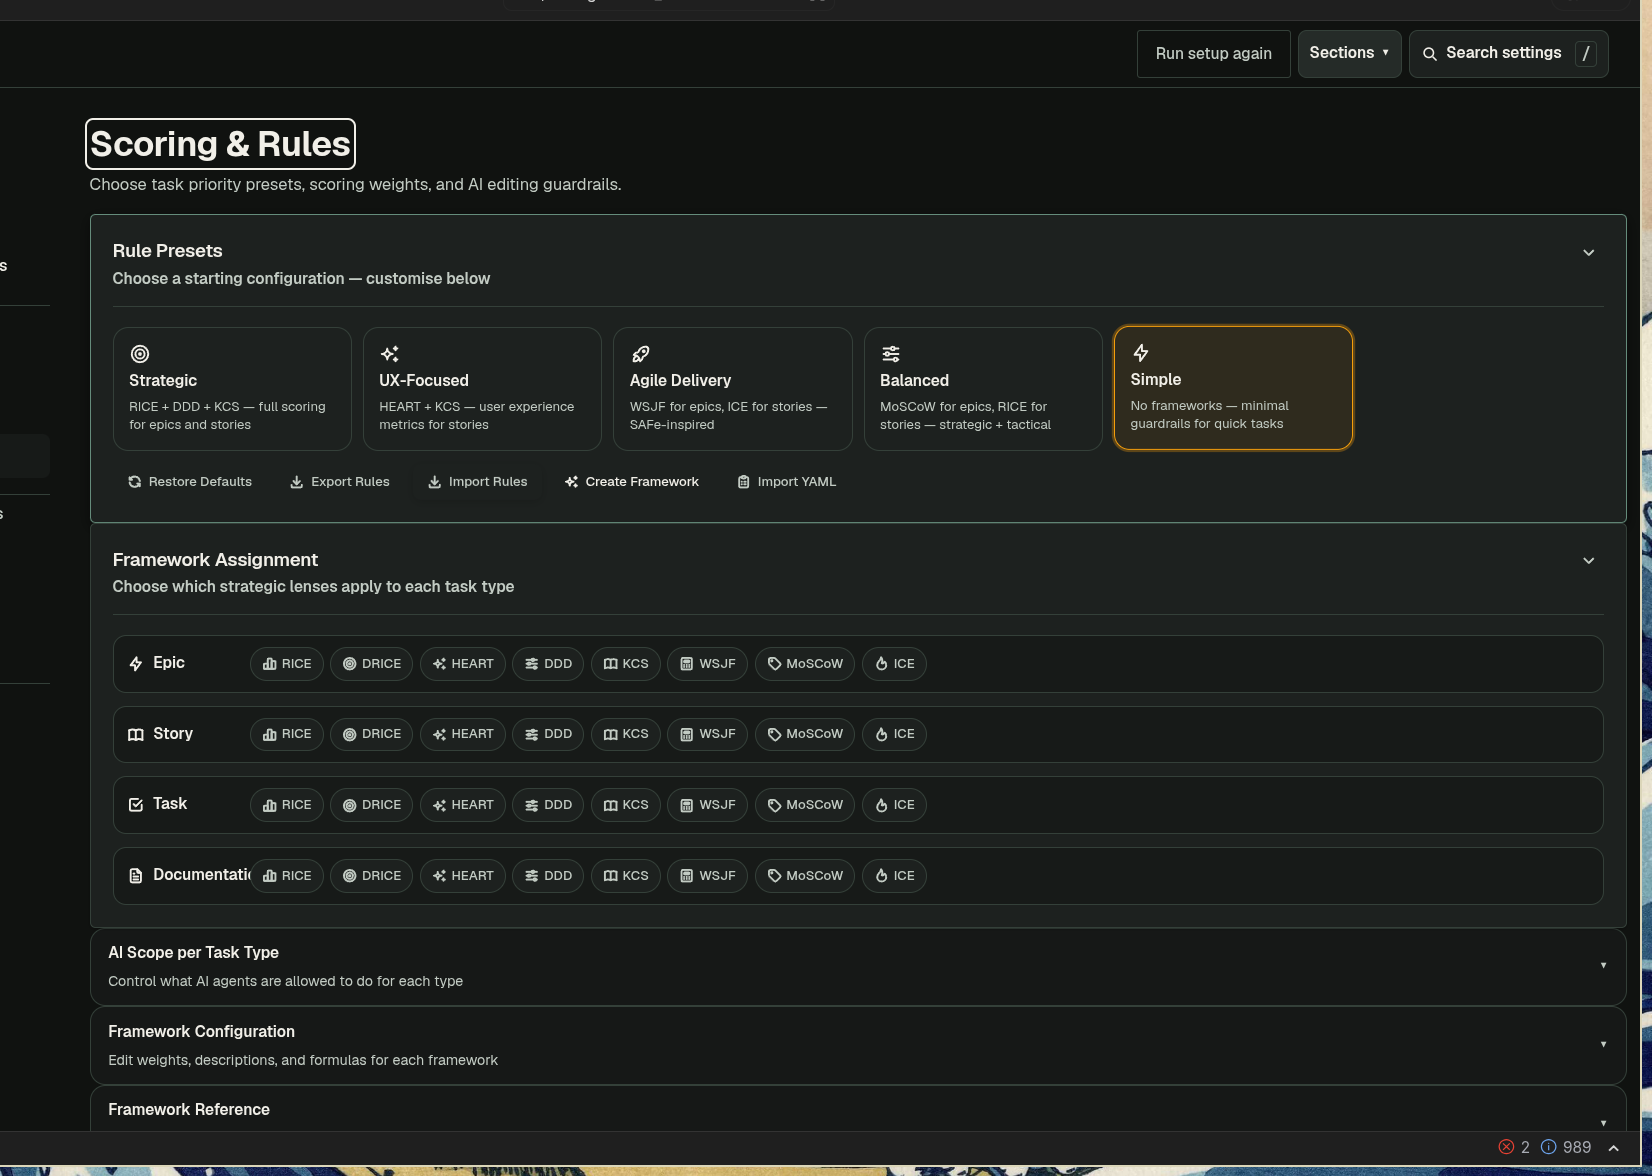 Run setup again
Sections
Search settings /
Scoring & Rules
Choose task priority presets, scoring weights, and AI editing guardrails.
s
Rule Presets
Choose a starting configuration — customise below
Strategic
RICE + DDD + KCS — full scoring
for epics and stories
UX-Focused
HEART + KCS — user experience
metrics for stories
Agile Delivery
WSJF for epics, ICE for stories —
SAFe-inspired
Balanced
MoSCoW for epics, RICE for
stories — strategic + tactical
Simple
No frameworks — minimal
guardrails for quick tasks
Restore Defaults
Export Rules
Import Rules
Create Framework
Import YAML
s
Framework Assignment
Choose which strategic lenses apply to each task type
Epic RICE DRICE HEART DDD KCS WSJF MoSCoW ICE
Story RICE DRICE HEART DDD KCS WSJF MoSCoW ICE
Task RICE DRICE HEART DDD KCS WSJF MoSCoW ICE
Documentatio RICE DRICE HEART DDD KCS WSJF MoSCoW ICE
AI Scope per Task Type
Control what AI agents are allowed to do for each type
Framework Configuration
Edit weights, descriptions, and formulas for each framework
Framework Reference
2 989